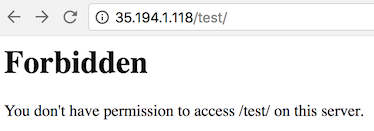 35.194.1.118/test/
Forbidden
You don't have permission to access /test/ on this server.